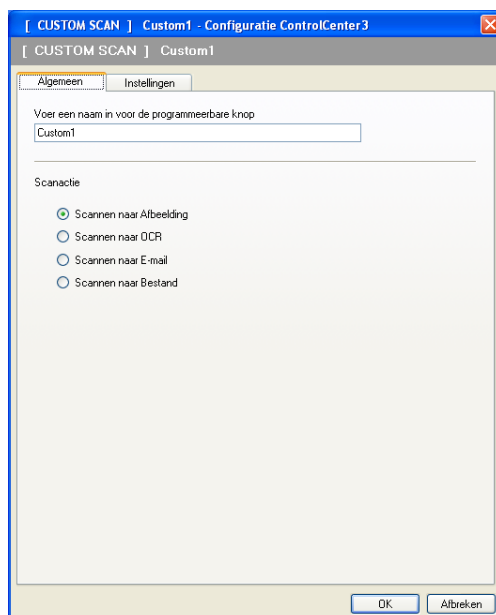 [ CUSTOM SCAN ] Custom1 - Configuratie ControlCenter3
[ CUSTOM SCAN ] Custom1
Algemeen
Instellingen
Voer een naam in voor de programmeerbare knop
Custom1
Scanactie
Scannen naar Afbeelding
Scannen naar OCR
Scannen naar E-mail
Scannen naar Bestand
OK
Afbreken